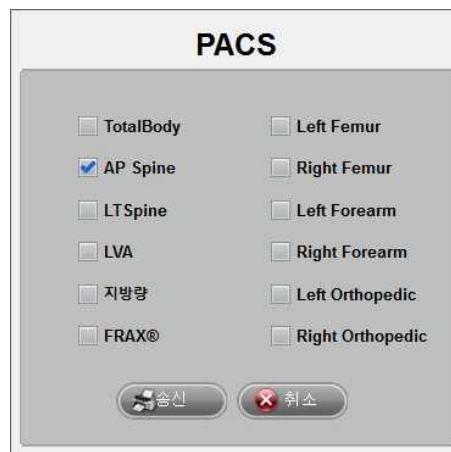 PACS
TotalBody
Left Femur
AP Spine
Right Femur
LTSpine
Left Forearm
LVA
Right Forearm
지방량
Left Orthopedic
FRAX®
Right Orthopedic
송신
취소